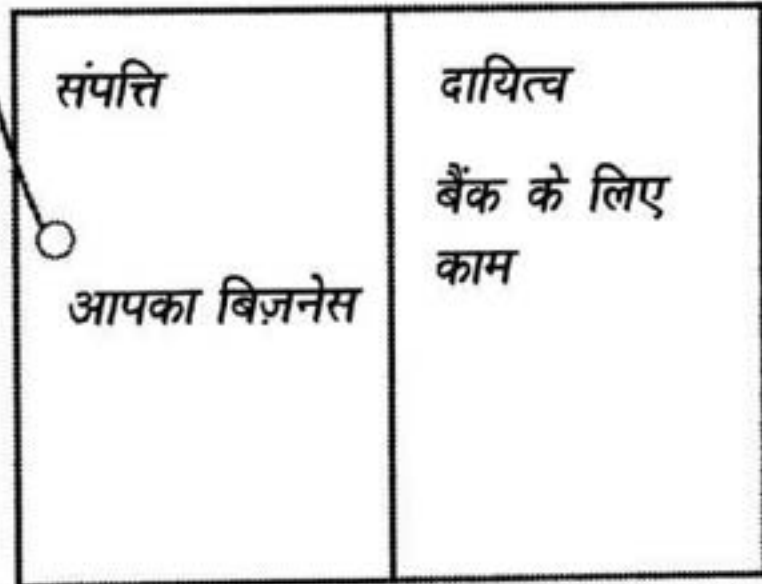 संपत्ति
आपका बिज़नेस
दायित्व
बैंक के लिए
काम